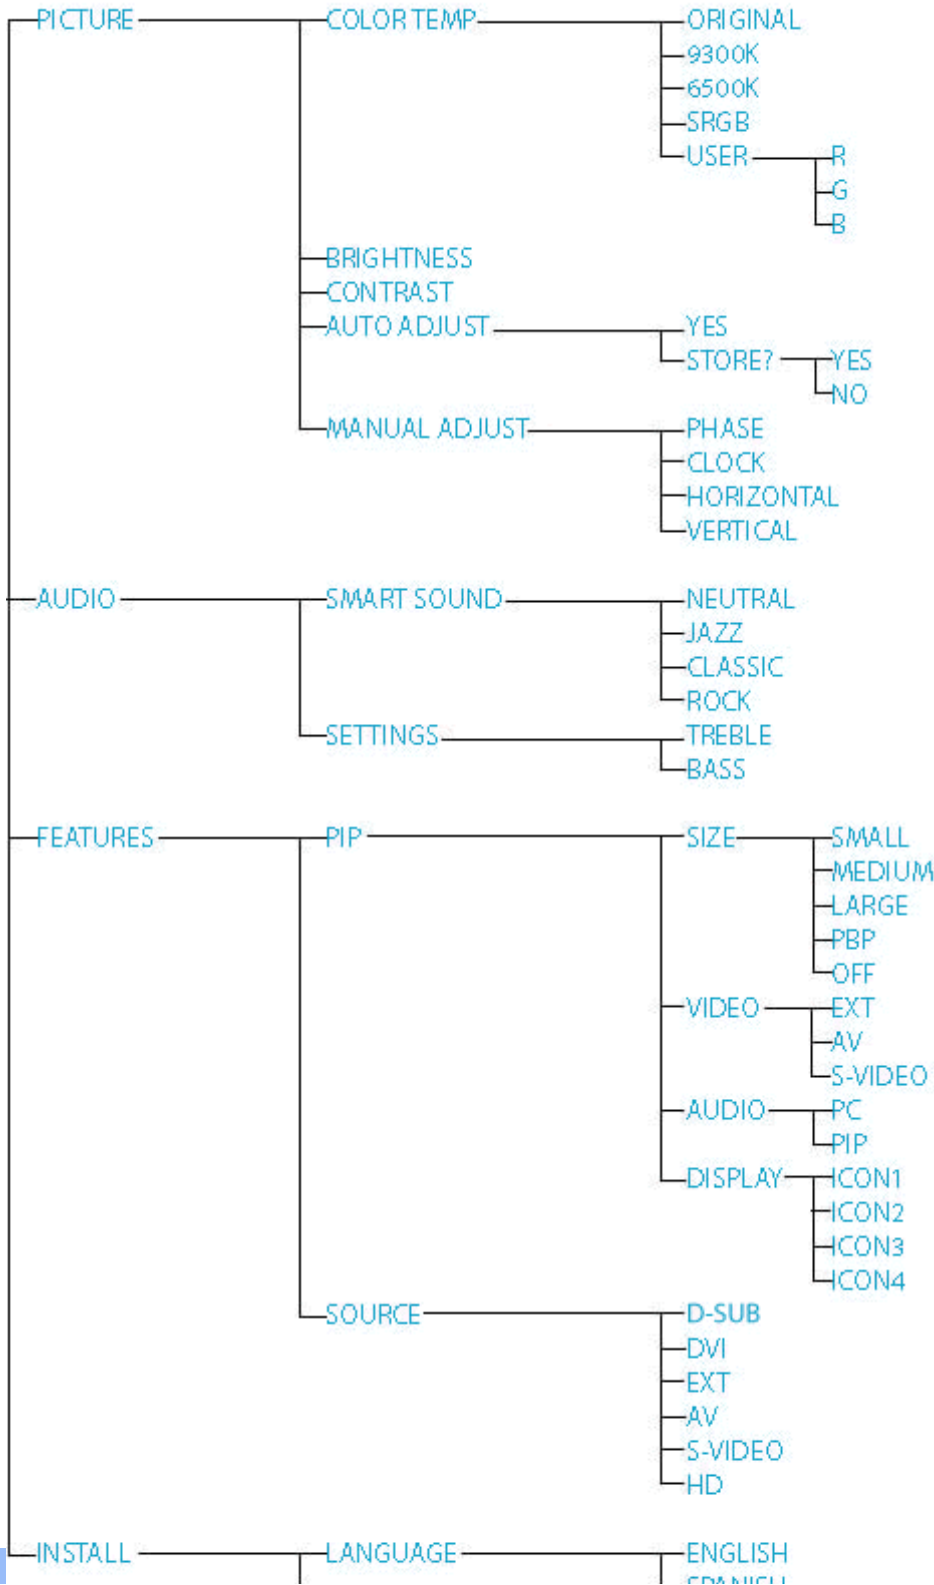 PICTURE COLOR TEMP ORIGINAL
9300K
6500K
SRGB
USER R
G
B
BRIGHTNESS
CONTRAST
AUTO ADJUST YES
STORE? YES
NO
MANUAL ADJUST PHASE
CLOCK
HORIZONTAL
VERTICAL
AUDIO SMART SOUND NEUTRAL
JAZZ
CLASSIC
ROCK
SETTINGS TREBLE
BASS
FEATURES PIP SIZE SMALL
MEDIUM
LARGE
PBP
OFF
VIDEO EXT
AV
S-VIDEO
AUDIO PC
PIP
DISPLAY ICON1
ICON2
ICON3
ICON4
SOURCE D-SUB
DVI
EXT
AV
S-VIDEO
HD
INSTALL LANGUAGE ENGLISH